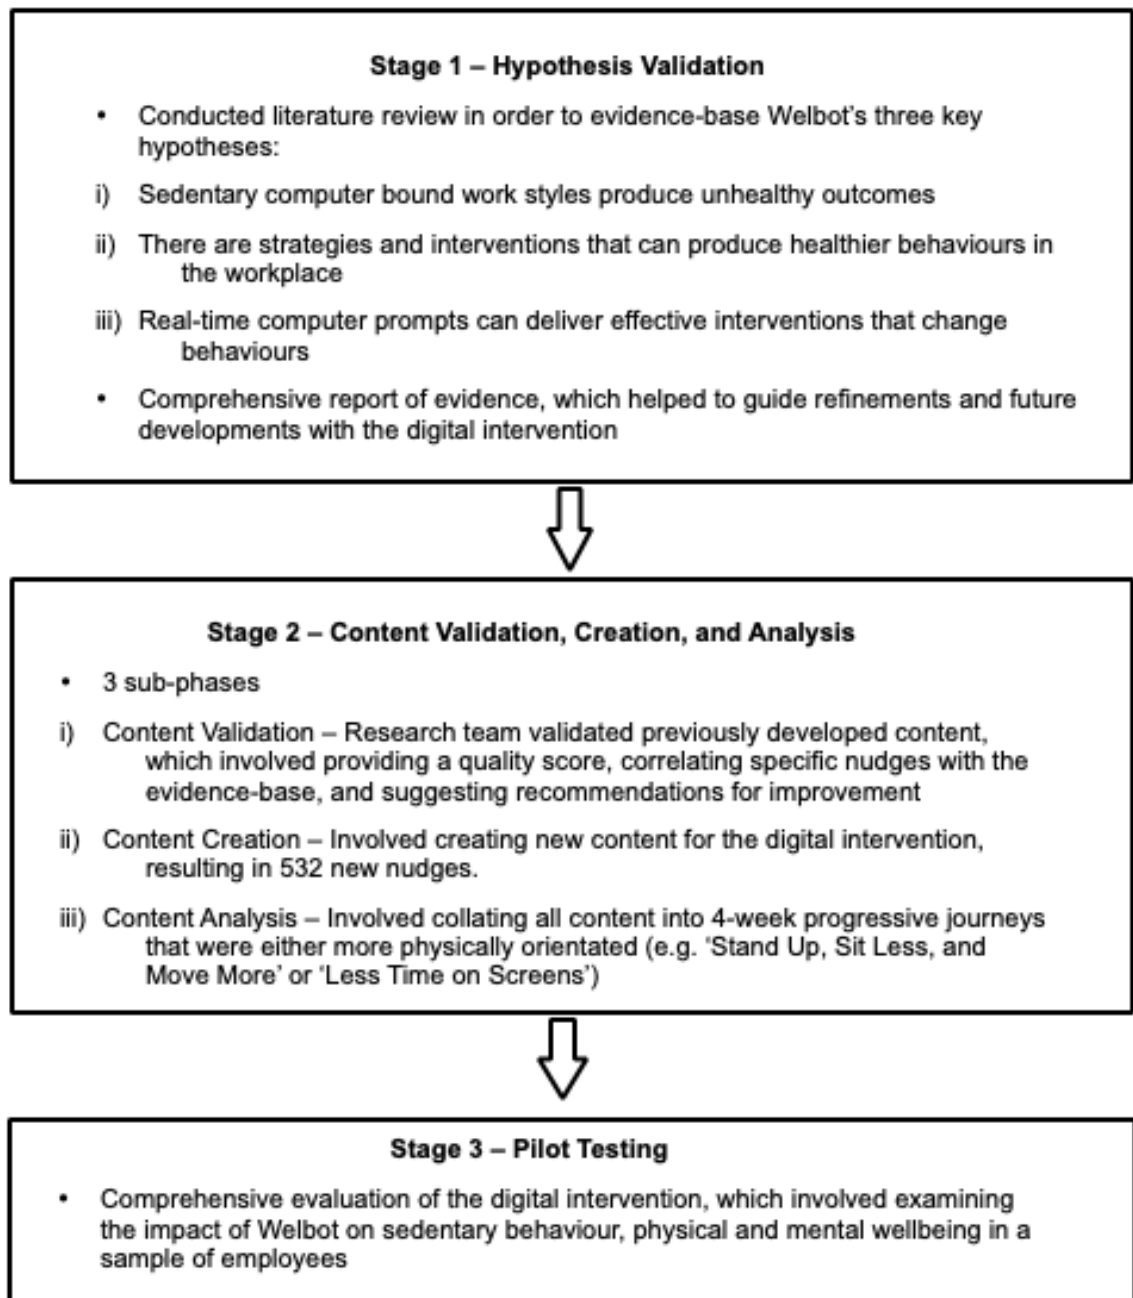 Stage 1 – Hypothesis Validation
• Conducted literature review in order to evidence-base Welbot's three key
hypotheses:
i) Sedentary computer bound work styles produce unhealthy outcomes
ii) There are strategies and interventions that can produce healthier behaviours in
the workplace
iii) Real-time computer prompts can deliver effective interventions that change
behaviours
• Comprehensive report of evidence, which helped to guide refinements and future
developments with the digital intervention
Stage 2 – Content Validation, Creation, and Analysis
• 3 sub-phases
i) Content Validation – Research team validated previously developed content,
which involved providing a quality score, correlating specific nudges with the
evidence-base, and suggesting recommendations for improvement
ii) Content Creation – Involved creating new content for the digital intervention,
resulting in 532 new nudges.
iii) Content Analysis – Involved collating all content into 4-week progressive journeys
that were either more physically orientated (e.g. 'Stand Up, Sit Less, and
Move More' or 'Less Time on Screens')
Stage 3 – Pilot Testing
• Comprehensive evaluation of the digital intervention, which involved examining
the impact of Welbot on sedentary behaviour, physical and mental wellbeing in a
sample of employees